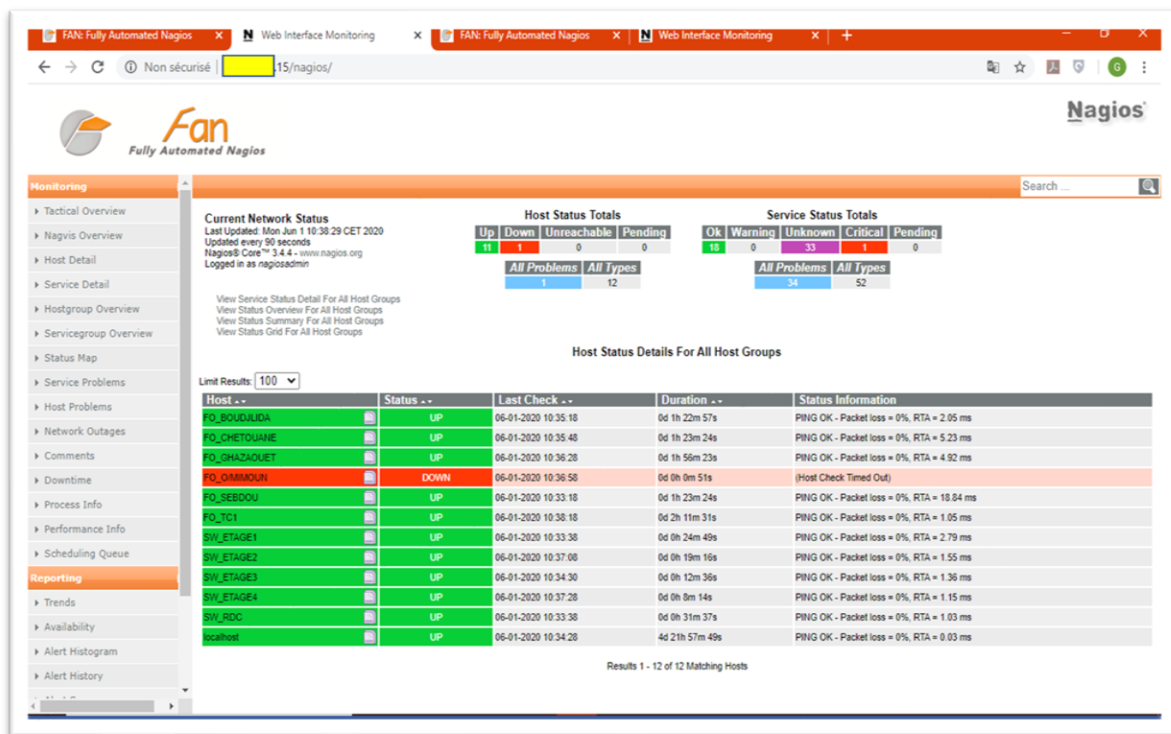 FAN: Fully Automated Nagios × N Web Interface Monitoring × FAN: Fully Automated Nagios × N Web Interface Monitoring × +
Non sécurisé .15/nagios/ G
Fan
Fully Automated Nagios
Nagios
Monitoring
Tactical Overview
Nagvis Overview
Host Detail
Service Detail
Hostgroup Overview
Servicegroup Overview
Status Map
Service Problems
Host Problems
Network Outages
Comments
Downtime
Process Info
Performance Info
Scheduling Queue
Reporting
Trends
Availability
Alert Histogram
Alert History
Search ...
Current Network Status
Last Updated: Mon Jun 1 10:38:29 CET 2020
Updated every 90 seconds
Nagios® Core™ 3.4.4 - www.nagios.org
Logged in as nagiosadmin
View Service Status Detail For All Host Groups
View Status Overview For All Host Groups
View Status Summary For All Host Groups
View Status Grid For All Host Groups
Host Status Totals
Up Down Unreachable Pending
11 1 0 0
All Problems All Types
1 12
Service Status Totals
Ok Warning Unknown Critical Pending
18 0 33 1 0
All Problems All Types
34 52
Host Status Details For All Host Groups
Limit Results: 100
Host Status Last Check Duration Status Information
FO_BOUDJLIDA UP 06-01-2020 10:35:18 0d 1h 22m 57s PING OK - Packet loss = 0%, RTA = 2.05 ms
FO_CHETOUANE UP 06-01-2020 10:35:48 0d 1h 23m 24s PING OK - Packet loss = 0%, RTA = 5.23 ms
FO_GHAZAOUET UP 06-01-2020 10:36:28 0d 1h 56m 23s PING OK - Packet loss = 0%, RTA = 4.92 ms
FO_O/MIMOUN DOWN 06-01-2020 10:36:58 0d 0h 0m 51s (Host Check Timed Out)
FO_SEBDOU UP 06-01-2020 10:33:18 0d 1h 23m 24s PING OK - Packet loss = 0%, RTA = 18.84 ms
FO_TC1 UP 06-01-2020 10:38:18 0d 2h 11m 31s PING OK - Packet loss = 0%, RTA = 1.05 ms
SW_ETAGE1 UP 06-01-2020 10:33:38 0d 0h 24m 49s PING OK - Packet loss = 0%, RTA = 2.79 ms
SW_ETAGE2 UP 06-01-2020 10:37:08 0d 0h 19m 16s PING OK - Packet loss = 0%, RTA = 1.55 ms
SW_ETAGE3 UP 06-01-2020 10:34:30 0d 0h 12m 36s PING OK - Packet loss = 0%, RTA = 1.36 ms
SW_ETAGE4 UP 06-01-2020 10:37:28 0d 0h 8m 14s PING OK - Packet loss = 0%, RTA = 1.15 ms
SW_RDC UP 06-01-2020 10:33:38 0d 0h 31m 37s PING OK - Packet loss = 0%, RTA = 1.03 ms
localhost UP 06-01-2020 10:34:28 4d 21h 57m 49s PING OK - Packet loss = 0%, RTA = 0.03 ms
Results 1 - 12 of 12 Matching Hosts